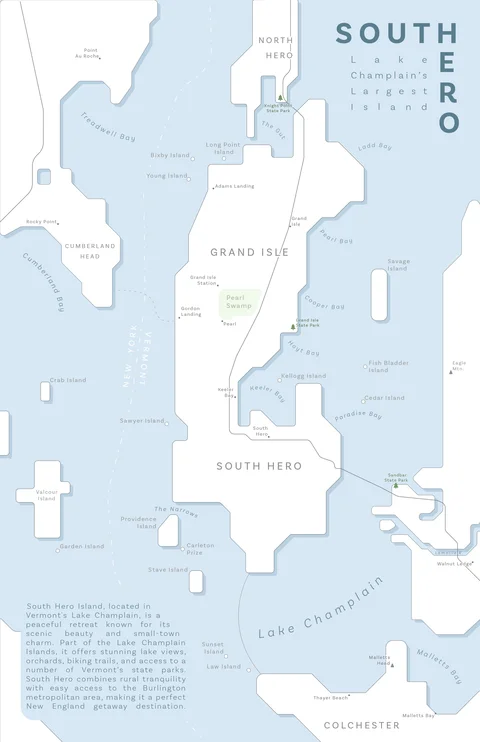 SOUTH
HERO
Lake
Champlain's
Largest
Island
NORTH
HERO
Point
Au Roche
Knight Point
State Park
Treadwell Bay
The Gut
Ladd Bay
Long Point
Island
Bixby Island
Young Island
Adams Landing
Rocky Point
Grand
Isle
Pearl Bay
CUMBERLAND
HEAD
GRAND ISLE
Savage
Island
Cumberland Bay
Grand Isle
Station
Pearl
Swamp
Cooper Bay
Gordon
Landing
Pearl
Grand Isle
State Park
VERMONT
NEW YORK
Hoyt Bay
Fish Bladder
Island
Eagle
Mtn.
Crab Island
Kellogg Island
Keeler
Bay
Keeler Bay
Cedar Island
Paradise Bay
Sawyer Island
South
Hero
SOUTH HERO
Sandbar
State Park
Valcour
Island
The Narrows
Providence
Island
Garden Island
Carleton
Prize
Walnut Ledge
Stave Island
Lake Champlain
South Hero Island, located in
Vermont's Lake Champlain, is a
peaceful retreat known for its
scenic beauty and small-town
charm. Part of the Lake Champlain
Islands, it offers stunning lake views,
orchards, biking trails, and access to a
number of Vermont's state parks.
South Hero combines rural tranquility
with easy access to the Burlington
metropolitan area, making it a perfect
New England getaway destination.
Sunset
Island
Law Island
Malletts
Head
Malletts Bay
Thayer Beach
Malletts Bay
COLCHESTER